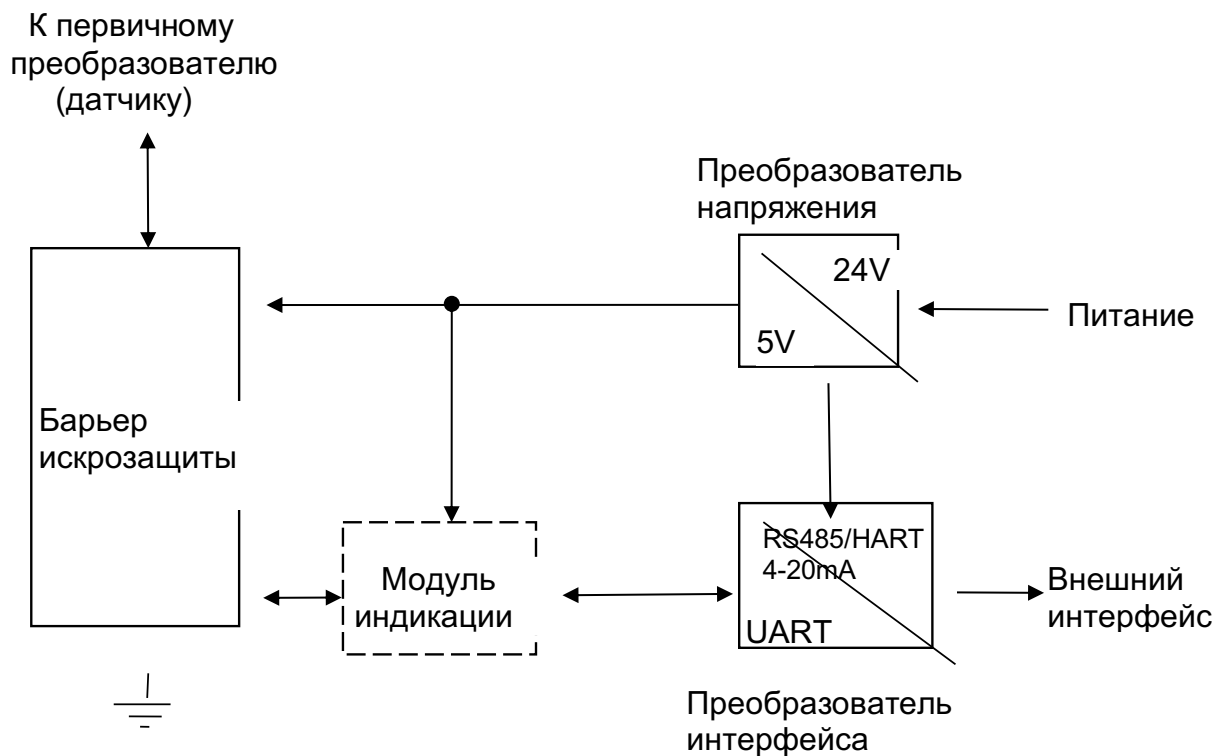 К первичному
преобразователю
(датчику)
Преобразователь
напряжения
24V
5V
Питание
Барьер
искрозащиты
Модуль
индикации
RS485/HART
4-20mA
UART
Внешний
интерфейс
Преобразователь
интерфейса